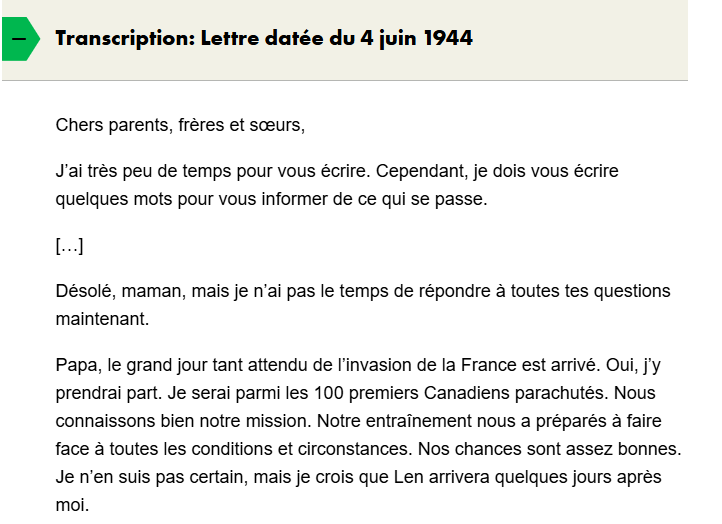 Transcription: Lettre datée du 4 juin 1944
Chers parents, frères et sœurs,
J’ai très peu de temps pour vous écrire. Cependant, je dois vous écrire
quelques mots pour vous informer de ce qui se passe.
[…]
Désolé, maman, mais je n’ai pas le temps de répondre à toutes tes questions
maintenant.
Papa, le grand jour tant attendu de l’invasion de la France est arrivé. Oui, j’y
prendrai part. Je serai parmi les 100 premiers Canadiens parachutés. Nous
connaissons bien notre mission. Notre entraînement nous a préparés à faire
face à toutes les conditions et circonstances. Nos chances sont assez bonnes.
Je n’en suis pas certain, mais je crois que Len arrivera quelques jours après
moi.